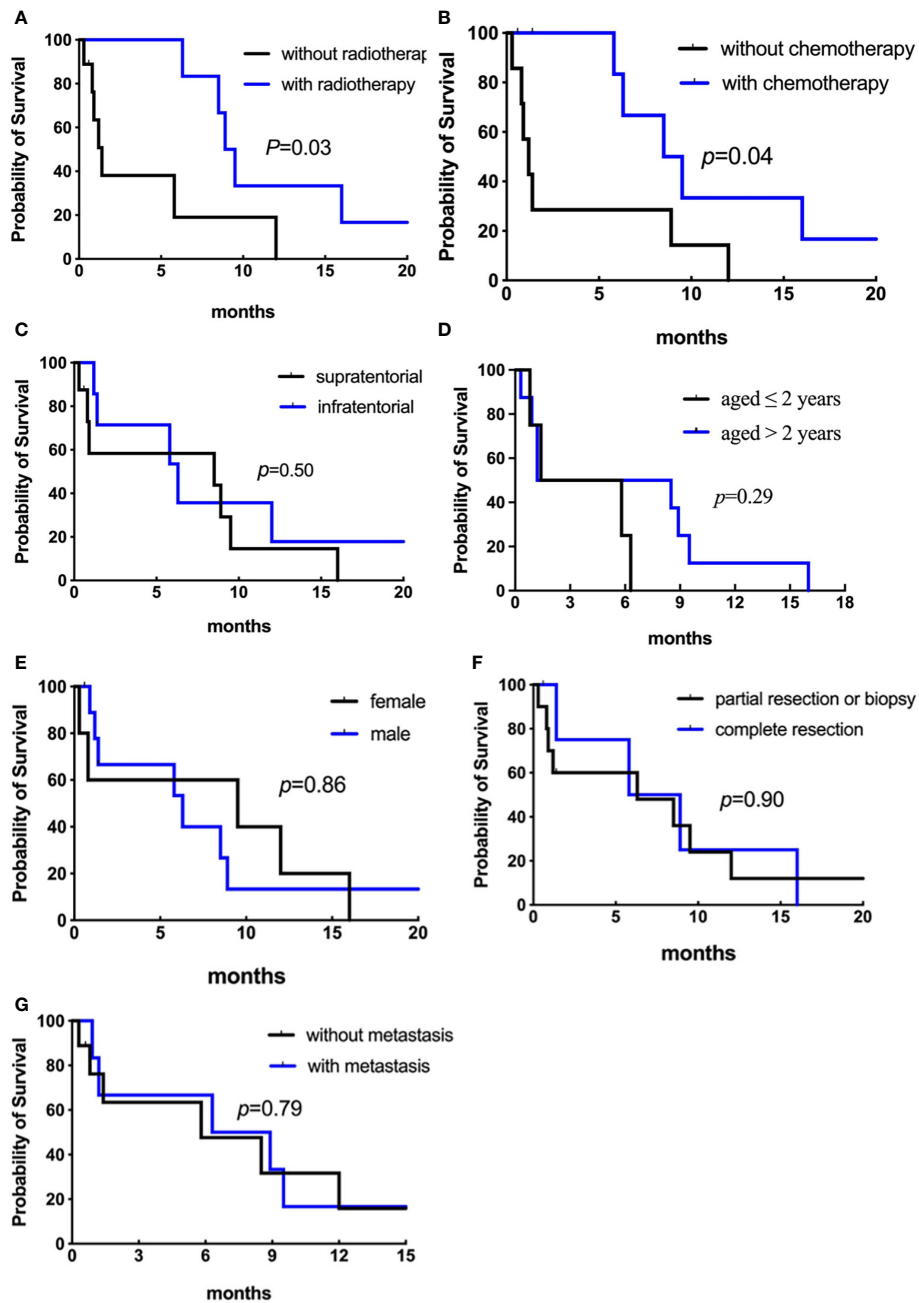 A
Probability of Survival
100
80
60
40
20
0
0 5 10 15 20
months
without radiotherap
with radiotherapy
P=0.03
B
Probability of Survival
100
80
60
40
20
0
0 5 10 15 20
months
without chemotherapy
with chemotherapy
p=0.04
C
Probability of Survival
100
80
60
40
20
0
0 5 10 15 20
months
supratentorial
infratentorial
p=0.50
D
Probability of Survival
100
80
60
40
20
0
0 3 6 9 12 15 18
months
aged ≤ 2 years
aged > 2 years
p=0.29
E
Probability of Survival
100
80
60
40
20
0
0 5 10 15 20
months
female
male
p=0.86
F
Probability of Survival
100
80
60
40
20
0
0 5 10 15 20
months
partial resection or biopsy
complete resection
p=0.90
G
Probability of Survival
100
80
60
40
20
0
0 3 6 9 12 15
months
without metastasis
with metastasis
p=0.79